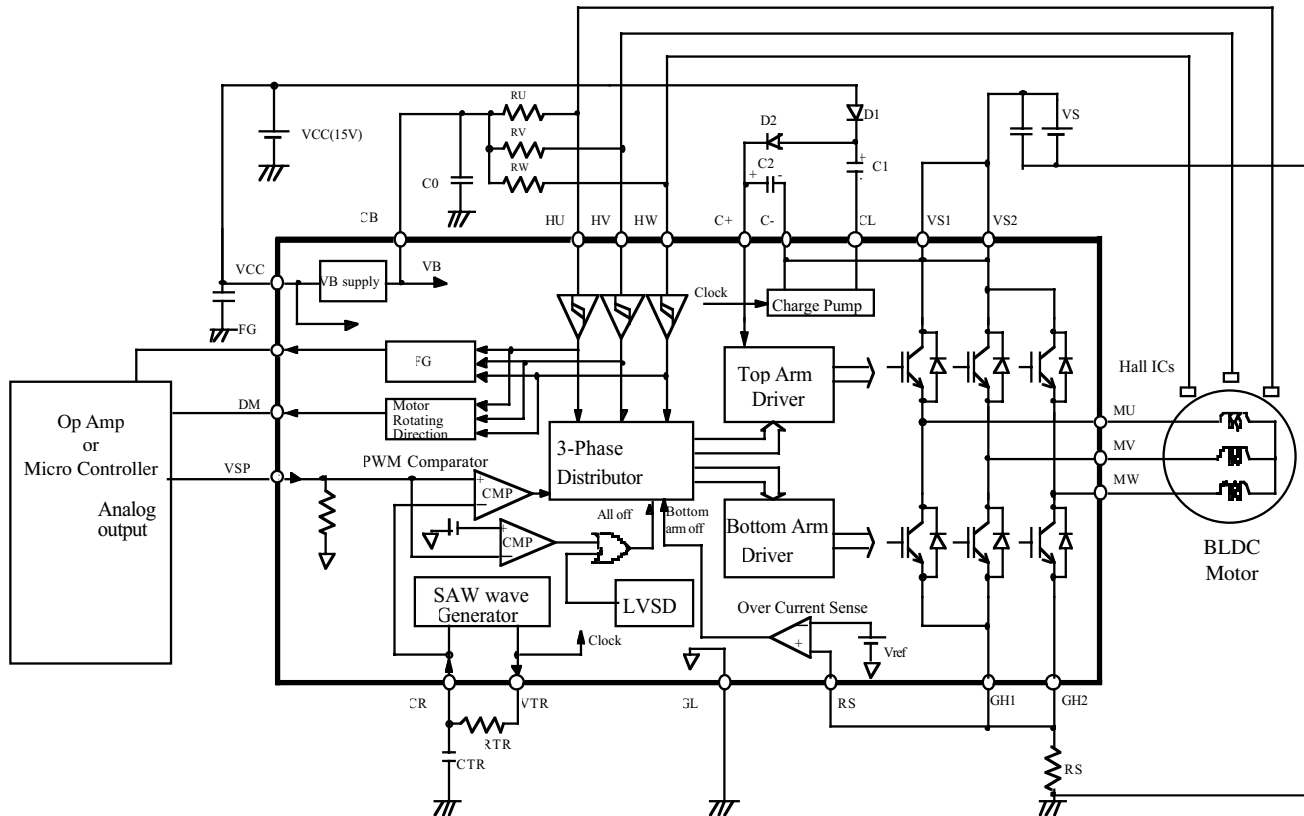 RU
VCC(15V)
RV
RW
C0
D2
D1
C2
+
-
+
-
C1
VS
CB
HU
HV
HW
C+
C-
CL
VS1
VS2
VCC
VB supply
VB
Clock
Charge Pump
FG
FG
Top Arm
Driver
Hall ICs
DM
Motor
Rotating
Direction
MU
Op Amp
or
Micro Controller
Analog
output
3-Phase
Distributor
MV
VSP
PWM Comparator
+
CMP
-
MW
All off
Bottom
arm off
Bottom Arm
Driver
+
CMP
-
BLDC
Motor
SAW wave
Generator
LVSD
Over Current Sense
-
+
Vref
Clock
CR
VTR
GL
RS
GH1
GH2
RTR
CTR
RS